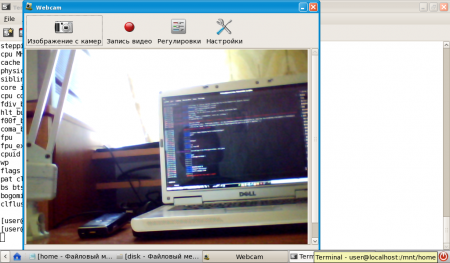 Webcam
File
Изображение с камер
Запись видео
Регулировки
Настройки
steppi
cpu M
cache
physic
siblin
core i
cpu co
fdiv_b
hlt_bu
f00f_b
coma_b
fpu
fpu_ex
cpuid
wp
flags
pat cl
bs bts
bogomi
clflus
[user@
[user@
DELL
[home - Файловый м...
[disk - Файловый ме...
Webcam
Terminal - user@localhost:/mnt/home